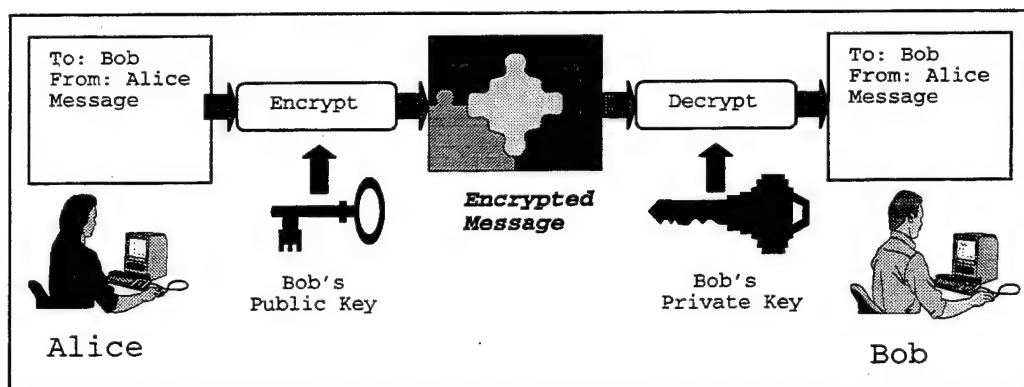 To: Bob
From: Alice
Message
Encrypt
Encrypted
Message
Decrypt
To: Bob
From: Alice
Message
Bob's
Public Key
Bob's
Private Key
Alice
Bob